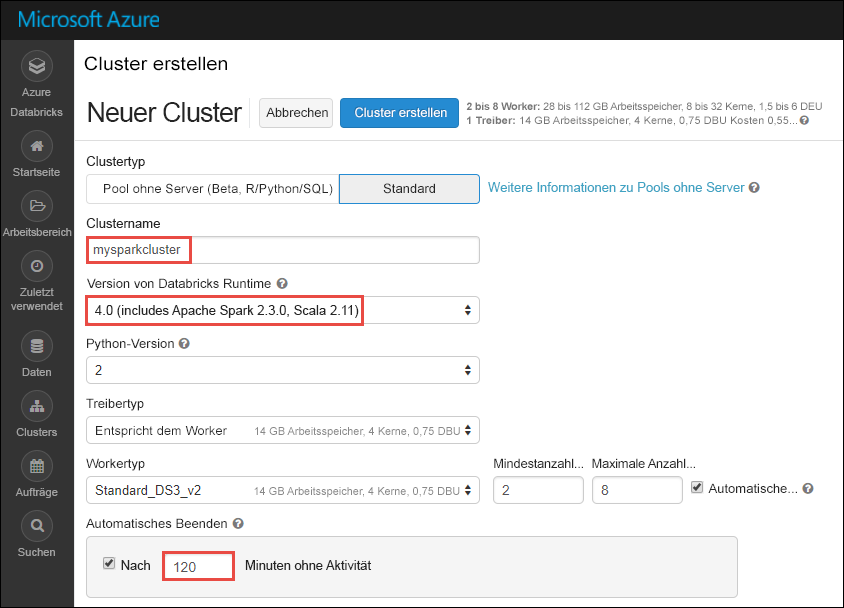 Microsoft Azure
Azure
Databricks
Startseite
Arbeitsbereich
Zuletzt
verwendet
Daten
Clusters
Aufträge
Suchen
Cluster erstellen
Neuer Cluster
Abbrechen
Cluster erstellen
2 bis 8 Worker: 28 bis 112 GB Arbeitsspeicher, 8 bis 32 Kerne, 1,5 bis 6 DEU
1 Treiber: 14 GB Arbeitsspeicher, 4 Kerne, 0,75 DBU Kosten 0,55...
Clustertyp
Pool ohne Server (Beta, R/Python/SQL)
Standard
Weitere Informationen zu Pools ohne Server
Clustername
mysparkcluster
Version von Databricks Runtime
4.0 (includes Apache Spark 2.3.0, Scala 2.11)
Python-Version
2
Treibertyp
Entspricht dem Worker 14 GB Arbeitsspeicher, 4 Kerne, 0,75 DBU
Workertyp Mindestanzahl... Maximale Anzahl...
Standard_DS3_v2 14 GB Arbeitsspeicher, 4 Kerne, 0,75 DBU 2 8 Automatische...
Automatisches Beenden
Nach 120 Minuten ohne Aktivität